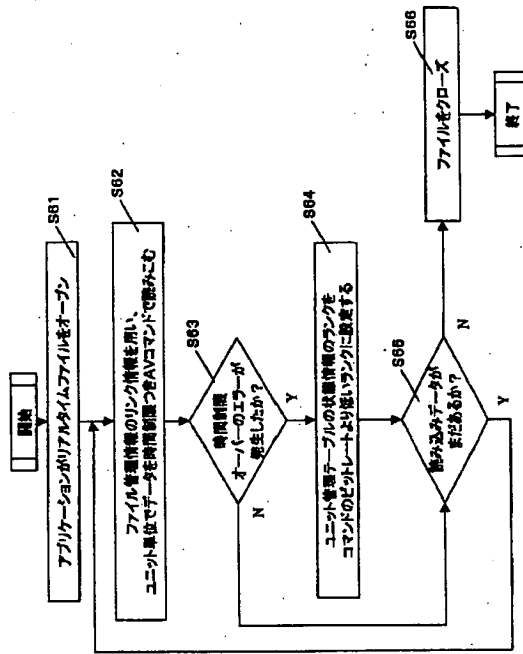 開始
S61
アプリケーションがリアルタイムファイルをオープン
S62
ファイル管理情報のリンク情報を用い、
ユニット単位でデータを時間制限つきAVコマンドで読みこむ
S63
時間制限
オーバーのエラーが
発生したか?
N
Y
S64
ユニット管理テーブルの状態情報のランクを
コマンドのビットレートより低いランクに設定する
S65
読み込みデータが
まだあるか?
N
Y
S66
ファイルをクローズ
終了